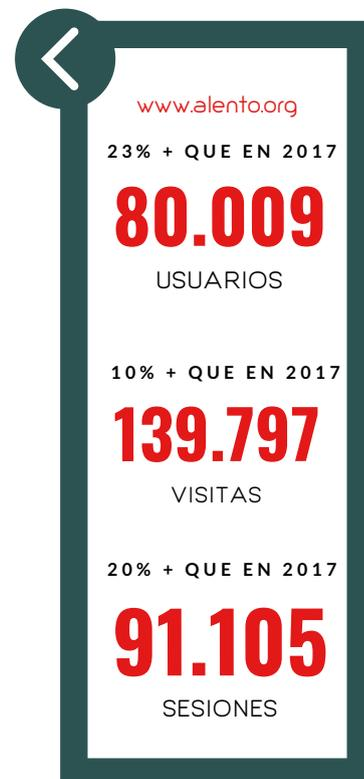 www.alento.org
23% + QUE EN 2017
80.009
USUARIOS
10% + QUE EN 2017
139.797
VISITAS
20% + QUE EN 2017
91.105
SESIONES